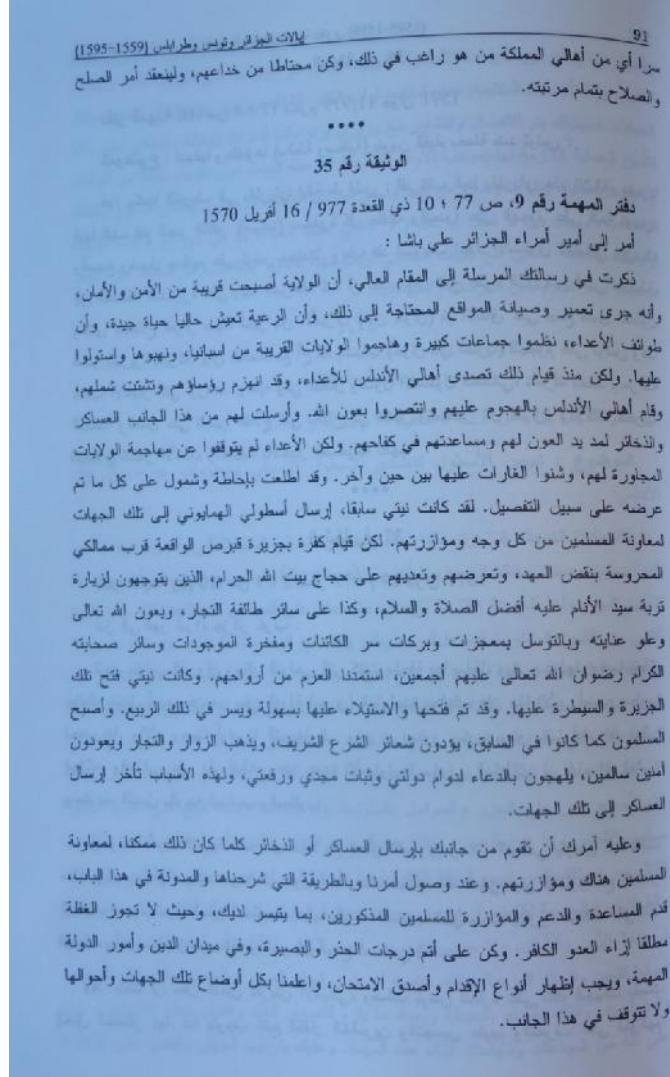 91
إيالات الجزائر وتونس وطرابلس (1559-1595)
سرا أي من أهالي المملكة من هو راغب في ذلك، وكن محتاطا من خداعهم، ولينعقد أمر الصلح
والصلاح بتمام مرتبته.
••••
الوثيقة رقم 35
دفتر المهمة رقم 9، ص 77 ؛ 10 ذي القعدة 977 / 16 أفريل 1570
أمر إلى أمير أمراء الجزائر علي باشا :
ذكرت في رسالتك المرسلة إلى المقام العالي، أن الولاية أصبحت قريبة من الأمن والأمان،
وأنه جرى تعمير وصيانة المواقع المحتاجة إلى ذلك، وأن الرعية تعيش حاليا حياة جيدة، وأن
طوائف الأعداء، نظموا جماعات كبيرة وهاجموا الولايات القريبة من اسبانيا، ونهبوها واستولوا
عليها. ولكن منذ قيام ذلك تصدى أهالي الأندلس للأعداء، وقد انهزم رؤساؤهم وتشتت شملهم،
وقام أهالي الأندلس بالهجوم عليهم وانتصروا بعون الله. وأرسلت لهم من هذا الجانب العساكر
والذخائر لمد يد العون لهم ومساعدتهم في كفاحهم. ولكن الأعداء لم يتوقفوا عن مهاجمة الولايات
المجاورة لهم، وشنوا الغارات عليها بين حين وآخر. وقد اطلعت بإحاطة وشمول على كل ما تم
عرضه على سبيل التفصيل. لقد كانت نيتي سابقا، إرسال أسطولي الهمايوني إلى تلك الجهات
لمعاونة المسلمين من كل وجه ومؤازرتهم. لكن قيام كفرة بجزيرة قبرص الواقعة قرب ممالكي
المحروسة بنقض العهد، وتعرضهم وتعديهم على حجاج بيت الله الحرام، الذين يتوجهون لزيارة
تربة سيد الأنام عليه أفضل الصلاة والسلام، وكذا على سائر طائفة التجار، وبعون الله تعالى
وعلو عنايته وبالتوسل بمعجزات وبركات سر الكائنات ومفخرة الموجودات وسائر صحابته
الكرام رضوان الله تعالى عليهم أجمعين، استمدنا العزم من أرواحهم. وكانت نيتي فتح تلك
الجزيرة والسيطرة عليها. وقد تم فتحها والاستيلاء عليها بسهولة ويسر في ذلك الربيع. وأصبح
المسلمون كما كانوا في السابق، يؤدون شعائر الشرع الشريف، ويذهب الزوار والتجار ويعودون
آمنين سالمين، يلهجون بالدعاء لدوام دولتي وثبات مجدي ورفعتي، ولهذه الأسباب تأخر إرسال
العساكر إلى تلك الجهات.
وعليه آمرك أن تقوم من جانبك بإرسال العساكر أو الذخائر كلما كان ذلك ممكنا، لمعاونة
المسلمين هناك ومؤازرتهم. وعند وصول أمرنا وبالطريقة التي شرحناها والمدونة في هذا الباب،
قدم المساعدة والدعم والمؤازرة للمسلمين المذكورين، بما يتيسر لديك، وحيث لا تجوز الغفلة
مطلقا إزاء العدو الكافر. وكن على أتم درجات الحذر والبصيرة، وفي ميدان الدين وأمور الدولة
المهمة، ويجب إظهار أنواع الإقدام وأصدق الامتحان، واعلمنا بكل أوضاع تلك الجهات وأحوالها
ولا تتوقف في هذا الجانب.